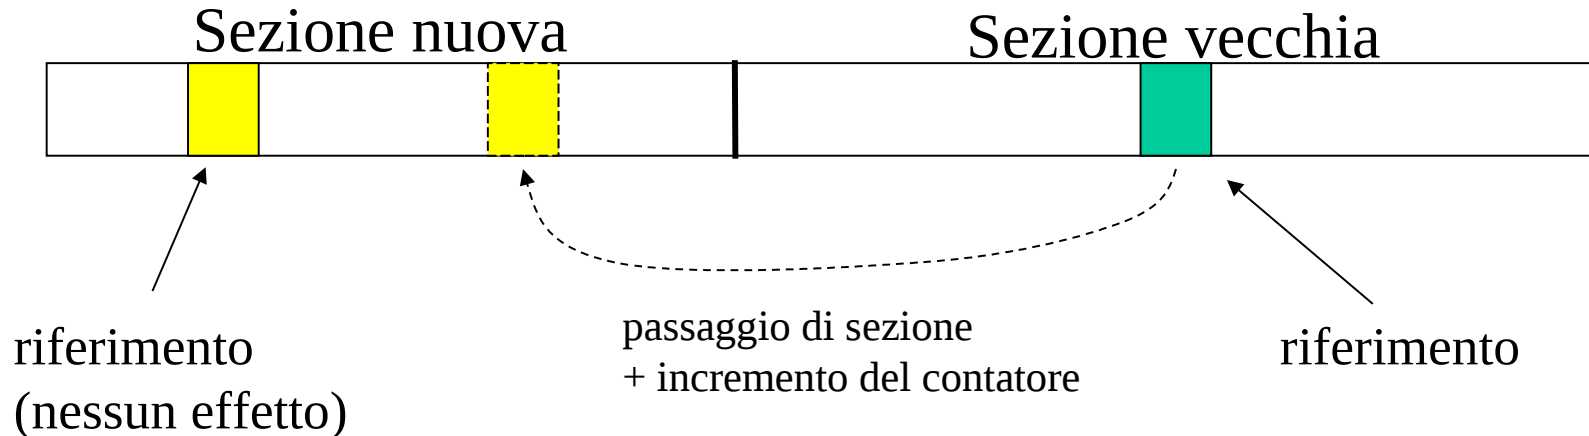 Sezione nuova
Sezione vecchia
riferimento
(nessun effetto)
passaggio di sezione
+ incremento del contatore
riferimento